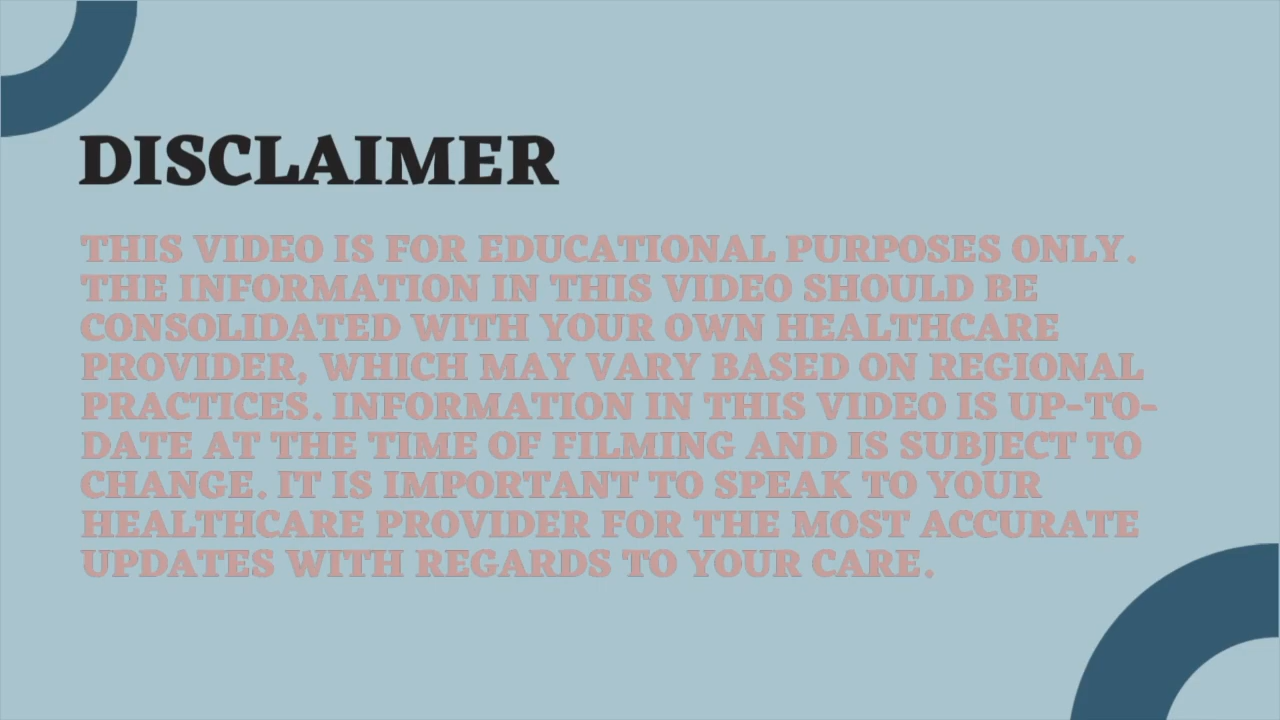 DISCLAIMER
THIS VIDEO IS FOR EDUCATIONAL PURPOSES ONLY.
THE INFORMATION IN THIS VIDEO SHOULD BE
CONSOLIDATED WITH YOUR OWN HEALTHCARE
PROVIDER, WHICH MAY VARY BASED ON REGIONAL
PRACTICES. INFORMATION IN THIS VIDEO IS UP-TO-
DATE AT THE TIME OF FILMING AND IS SUBJECT TO
CHANGE. IT IS IMPORTANT TO SPEAK TO YOUR
HEALTHCARE PROVIDER FOR THE MOST ACCURATE
UPDATES WITH REGARDS TO YOUR CARE.